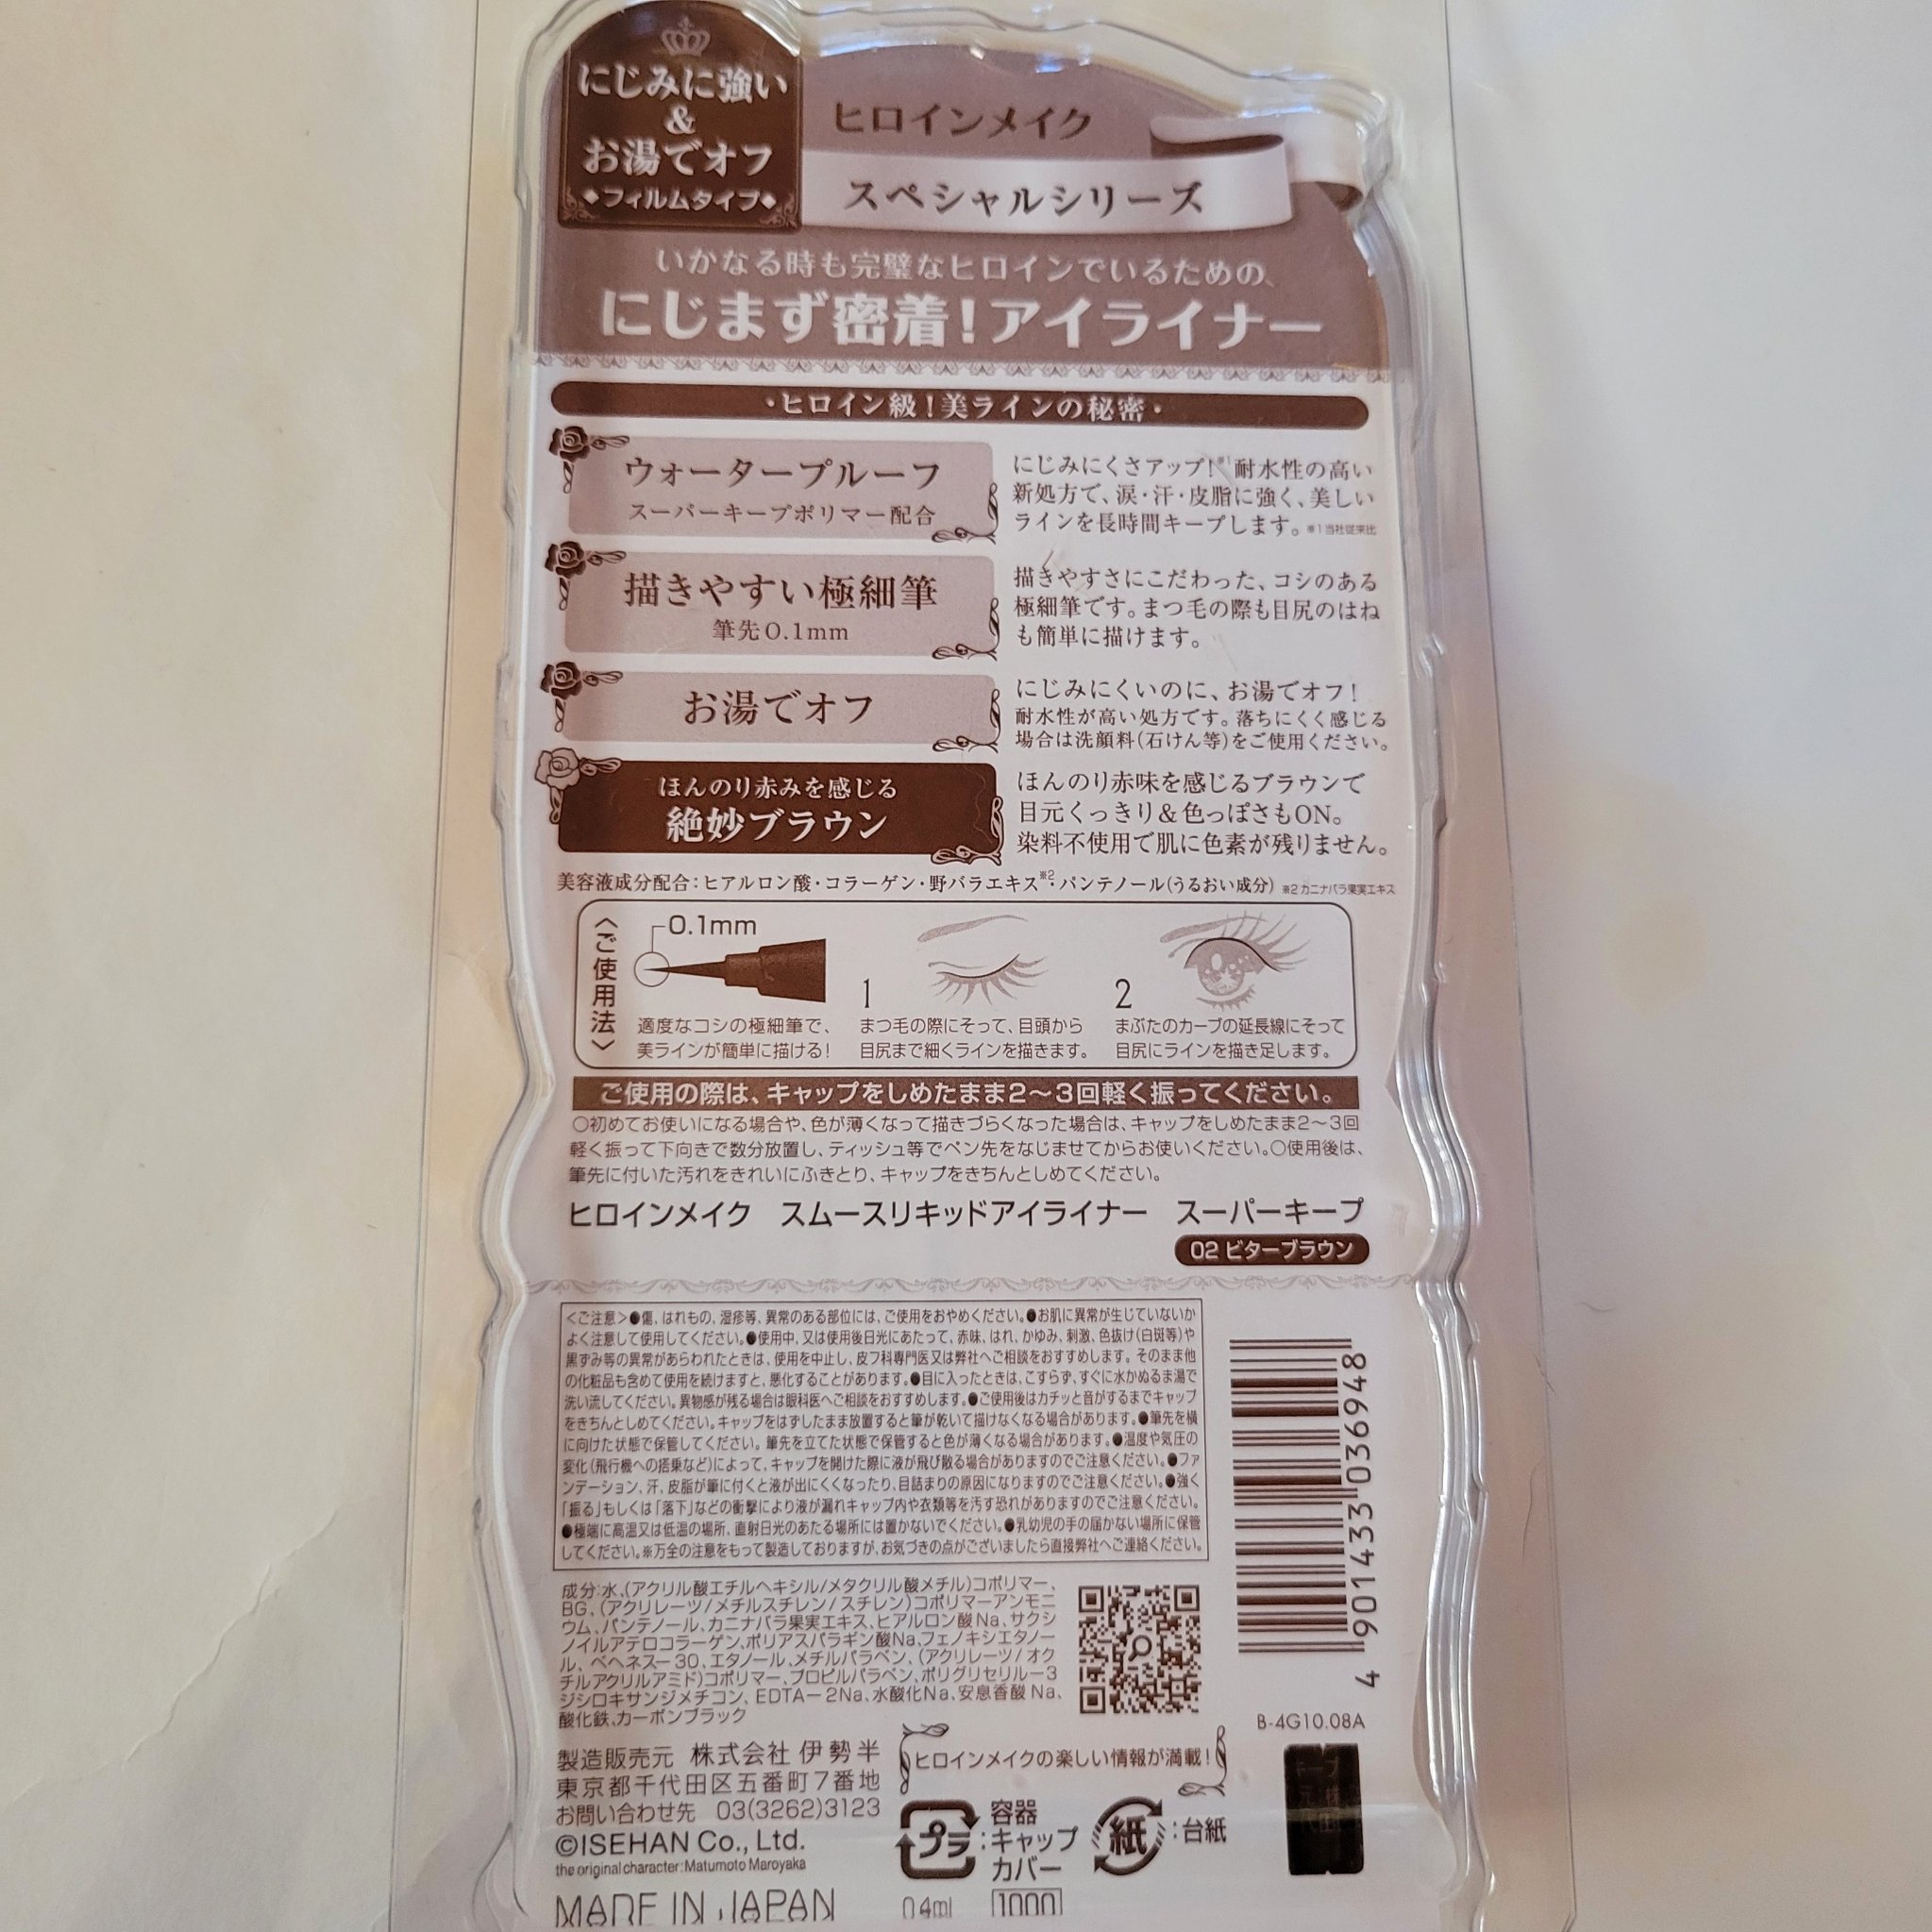 にじみに強い
&
お湯でオフ
◆フィルムタイプ◆
ヒロインメイク
スペシャルシリーズ
いかなる時も完璧なヒロインでいるための、
にじまず密着!アイライナー
・ヒロイン級!美ラインの秘密・
ウォータープルーフ
スーパーキープポリマー配合
にじみにくさアップ!※1耐水性の高い
新処方で、涙・汗・皮脂に強く、美しい
ラインを長時間キープします。※1当社従来比
描きやすい極細筆
筆先0.1mm
描きやすさにこだわった、コシのある
極細筆です。まつ毛の際も目尻のはね
も簡単に描けます。
お湯でオフ
にじみにくいのに、お湯でオフ!
耐水性が高い処方です。落ちにくく感じる
場合は洗顔料(石けん等)をご使用ください。
ほんのり赤みを感じる
絶妙ブラウン
ほんのり赤味を感じるブラウンで
目元くっきり&色っぽさもON。
染料不使用で肌に色素が残りません。
美容液成分配合:ヒアルロン酸・コラーゲン・野バラエキス※2・パンテノール(うるおい成分) ※2カニナバラ果実エキス
〈ご使用法〉
0.1mm
適度なコシの極細筆で、
美ラインが簡単に描ける!
1
まつ毛の際にそって、目頭から
目尻まで細くラインを描きます。
2
まぶたのカーブの延長線にそって
目尻にラインを描き足します。
ご使用の際は、キャップをしめたまま2〜3回軽く振ってください。
○初めてお使いになる場合や、色が薄くなって描きづらくなった場合は、キャップをしめたまま2〜3回
軽く振って下向きで数分放置し、ティッシュ等でペン先をなじませてからお使いください。○使用後は、
筆先に付いた汚れをきれいにふきとり、キャップをきちんとしめてください。
ヒロインメイク スムースリキッドアイライナー スーパーキープ
02 ビターブラウン
<ご注意>●傷、はれもの、湿疹等、異常のある部位には、ご使用をおやめください。●お肌に異常が生じていないか
よく注意して使用してください。●使用中、又は使用後日光にあたって、赤味、はれ、かゆみ、刺激、色抜け(白斑等)や
黒ずみ等の異常があらわれたときは、使用を中止し、皮フ科専門医又は弊社へご相談をおすすめします。そのまま他
の化粧品も含めて使用を続けますと、悪化することがあります。●目に入ったときは、こすらず、すぐに水かぬるま湯で
洗い流してください。異物感が残る場合は眼科医へご相談をおすすめします。●ご使用後はカチッと音がするまでキャップ
をきちんとしめてください。キャップをはずしたまま放置すると筆が乾いて描けなくなる場合があります。●筆先を横
に向けた状態で保管してください。筆先を立てた状態で保管すると色が薄くなる場合があります。●温度や気圧の
変化(飛行機への搭乗など)によって、キャップを開けた際に液が飛び散る場合がありますのでご注意ください。●ファ
ンデーション、汗、皮脂が筆に付くと液が出にくくなったり、目詰まりの原因になりますのでご注意ください。●強く
「振る」もしくは「落下」などの衝撃により液が漏れキャップ内や衣類等を汚す恐れがありますのでご注意ください。
●極端に高温又は低温の場所、直射日光のあたる場所には置かないでください。●乳幼児の手の届かない場所に保管
してください。※万全の注意をもって製造しておりますが、お気づきの点がございましたら直接弊社へご連絡ください。
成分:水、(アクリル酸エチルヘキシル/メタクリル酸メチル)コポリマー、
BG、(アクリレーツ/メチルスチレン/スチレン)コポリマーアンモニ
ウム、パンテノール、カニナバラ果実エキス、ヒアルロン酸Na、サクシ
ノイルアテロコラーゲン、ポリアスパラギン酸Na、フェノキシエタノー
ル、ベヘネス-30、エタノール、メチルパラベン、(アクリレーツ/オク
チルアクリルアミド)コポリマー、プロピルパラベン、ポリグリセリル-3
ジシロキサンジメチコン、EDTA-2Na、水酸化Na、安息香酸Na、
酸化鉄、カーボンブラック
4 901433 036948
B-4G10.08A
製造販売元 株式会社 伊勢半
東京都千代田区五番町7番地
お問い合わせ先 03(3262)3123
©ISEHAN Co., Ltd.
the original character:Matumoto Maroyaka
MADE IN JAPAN
ヒロインメイクの楽しい情報が満載!
プラ
:容器
キャップ
カバー
紙
:台紙
0.4ml
1000